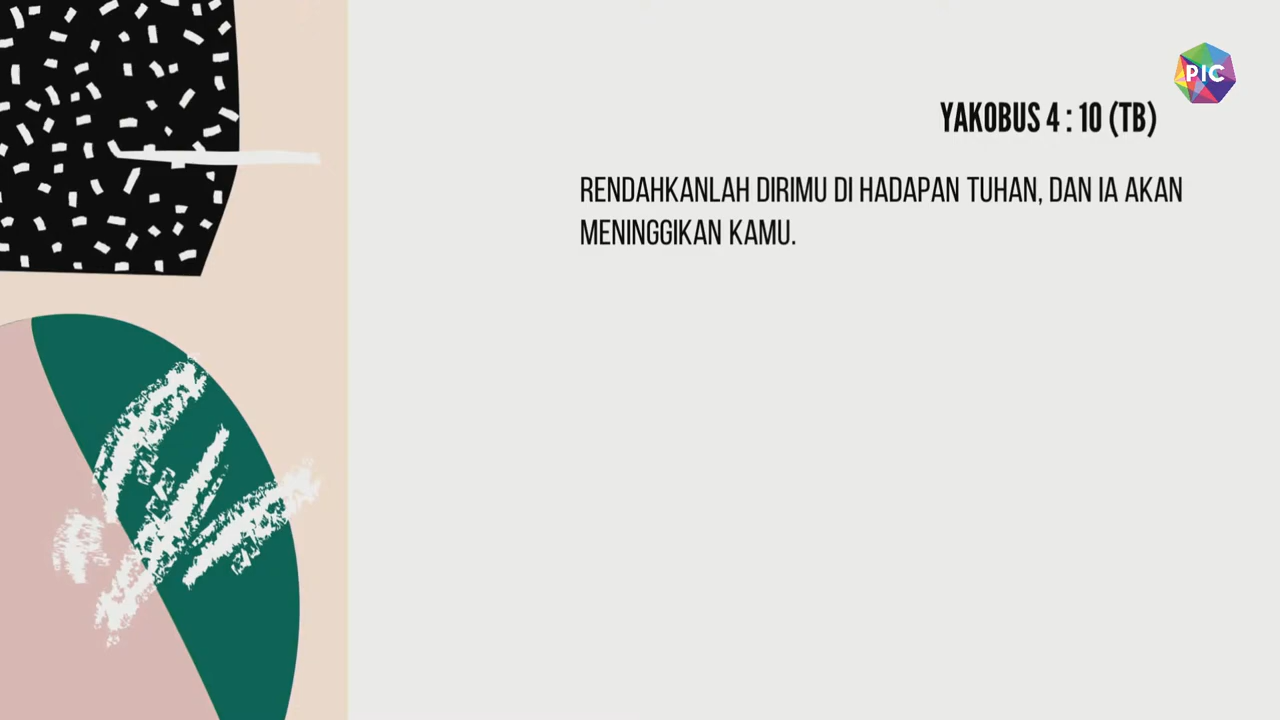 PIC
YAKOBUS 4 : 10 (TB)
RENDAHKANLAH DIRIMU DI HADAPAN TUHAN, DAN IA AKAN
MENINGGIKAN KAMU.